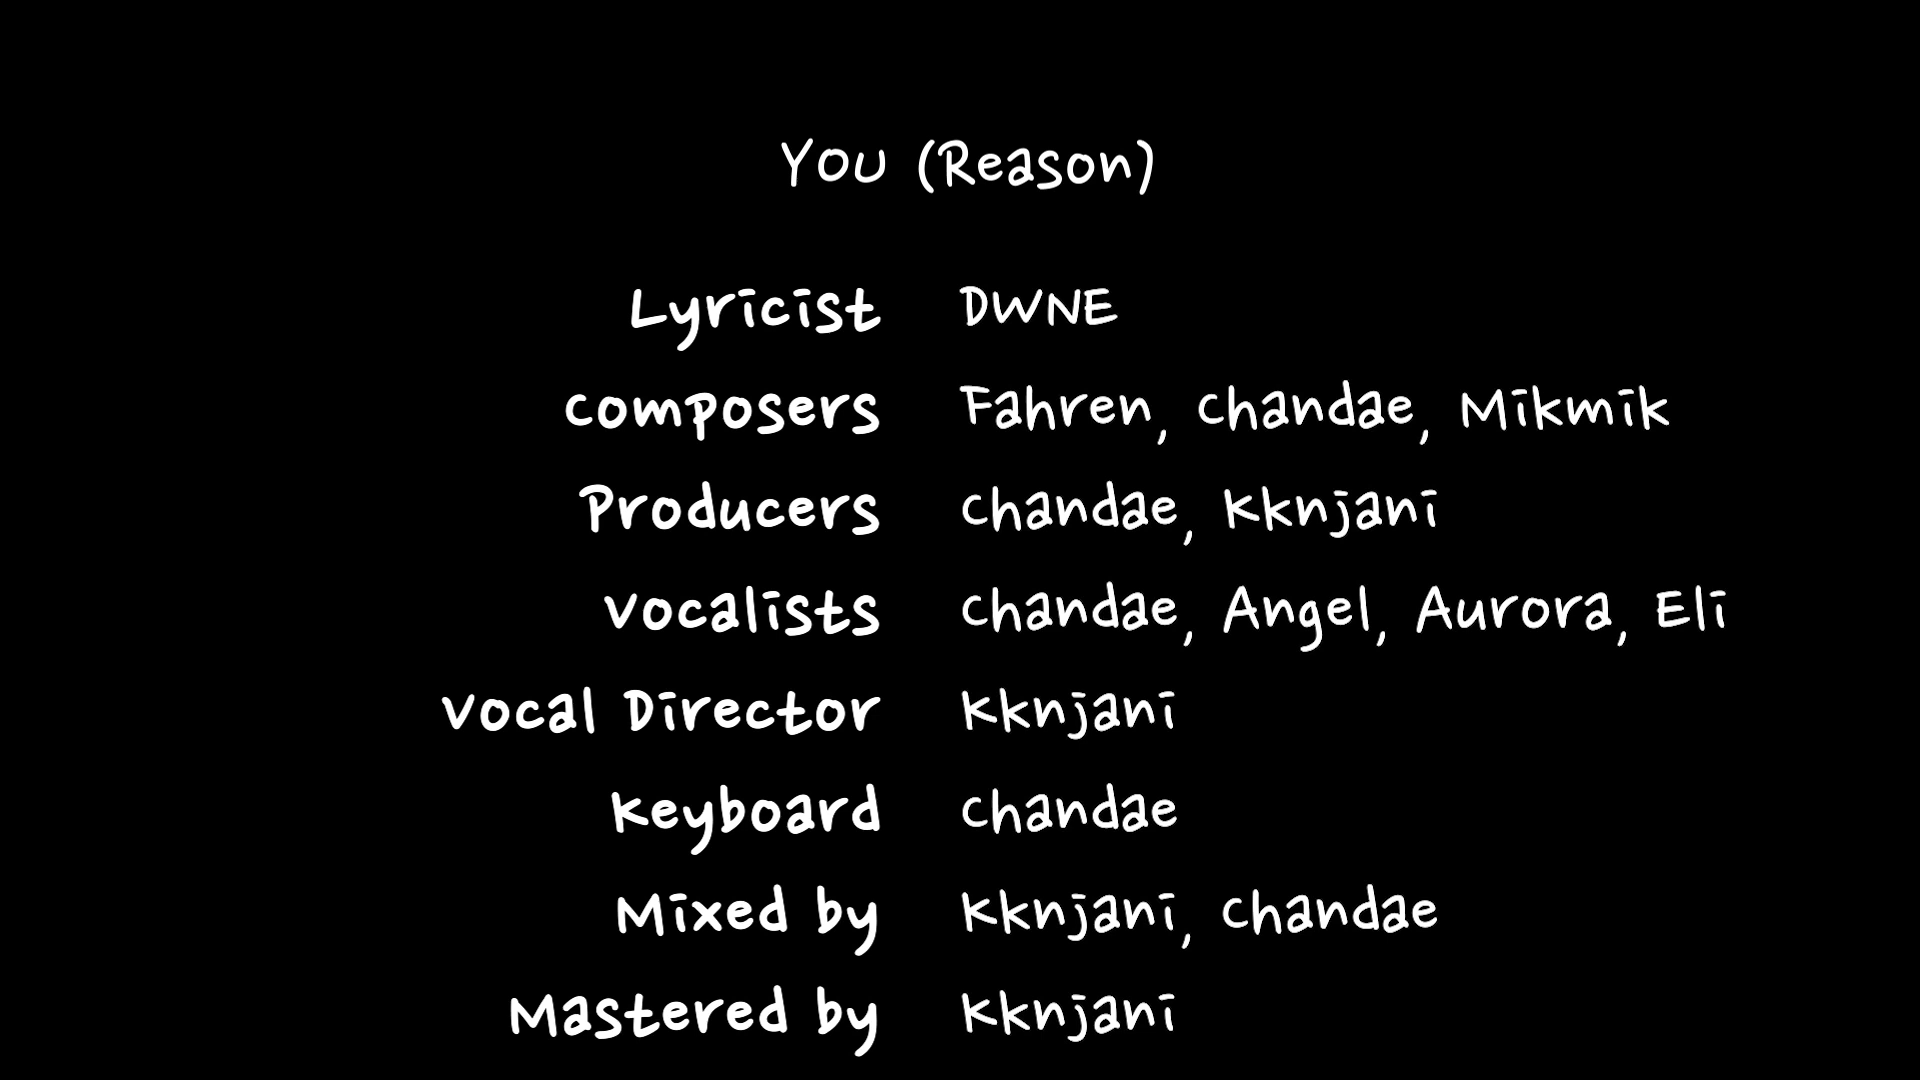 YOU (Reason)
Lyricist DWNE
Composers Fahren, Chandae, Mikmik
Producers Chandae, Kknjani
Vocalists Chandae, Angel, Aurora, Eli
Vocal Director Kknjani
Keyboard Chandae
Mixed by Kknjani, Chandae
Mastered by Kknjani